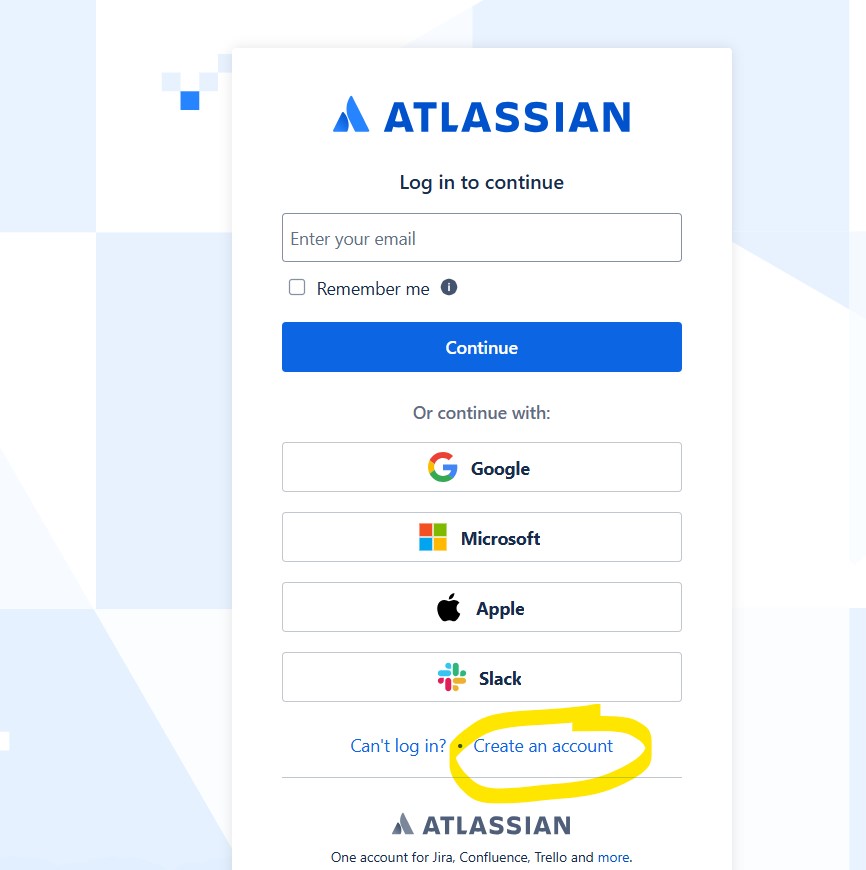 ATLASSIAN
Log in to continue
Enter your email
Remember me
Continue
Or continue with:
Google
Microsoft
Apple
Slack
Can't log in? • Create an account
ATLASSIAN
One account for Jira, Confluence, Trello and more.